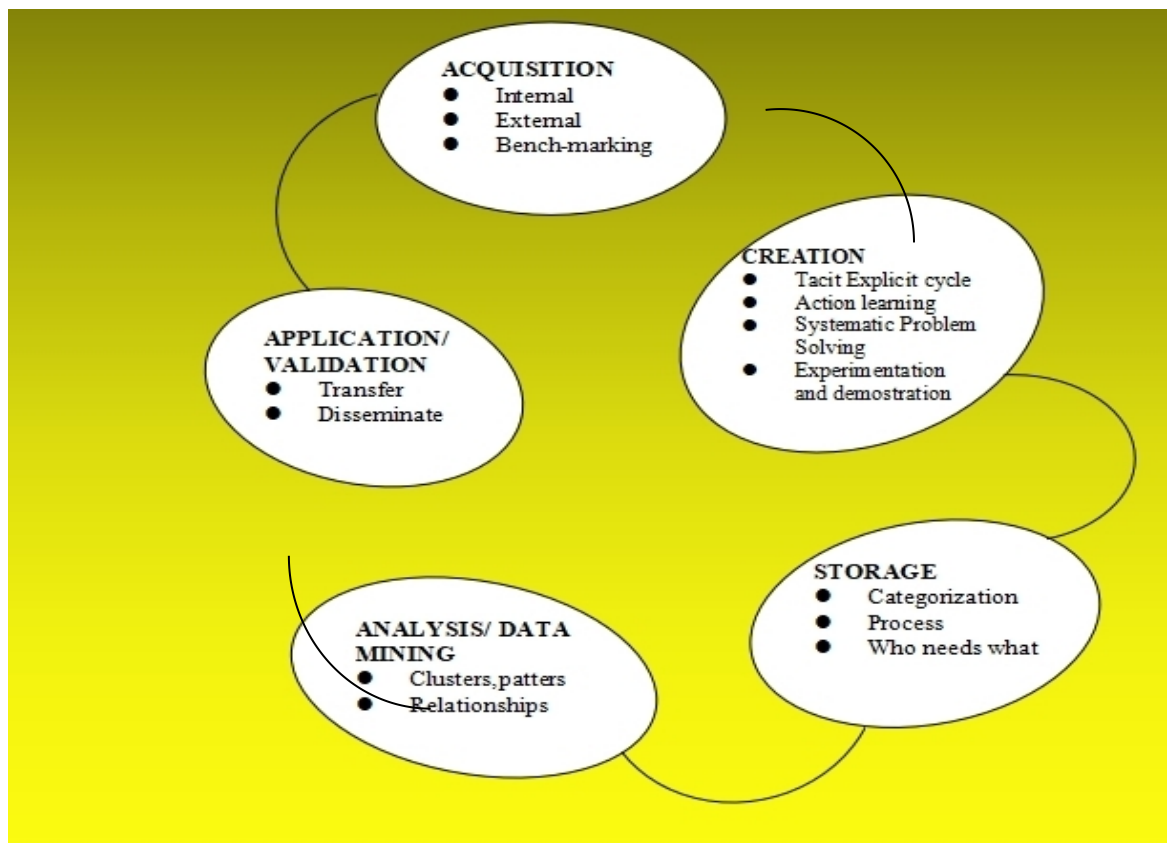 ACQUISITION
● Internal
● External
● Bench-marking
CREATION
● Tacit Explicit cycle
● Action learning
● Systematic Problem
Solving
● Experimentation
and demostration
STORAGE
● Categorization
● Process
● Who needs what
ANALYSIS/ DATA
MINING
● Clusters,patters
● Relationships
APPLICATION/
VALIDATION
● Transfer
● Disseminate